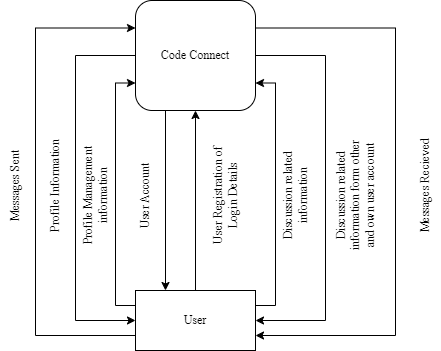 Code Connect
Messages Sent
Profile Information
Profile Management
information
User Account
User Registration of
Login Details
Discussion related
information
Discussion related
information form other
and own user account
Messages Recieved
User